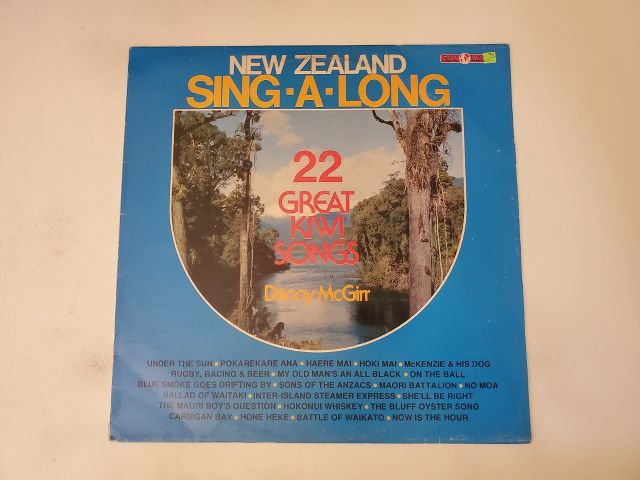 NEW ZEALAND
SING·A·LONG
22
GREAT
KIWI
SONGS
Danny McGirr
UNDER THE SUN • POKAREKARE ANA • HAERE MAI • HOKI MAI • McKENZIE & HIS DOG
RUGBY, RACING & BEER • MY OLD MAN'S AN ALL BLACK • ON THE BALL
BLUE SMOKE GOES DRIFTING BY • SONS OF THE ANZACS • MAORI BATTALION • NO MOA
BALLAD OF WAITAKI • INTER-ISLAND STEAMER EXPRESS • SHE'LL BE RIGHT
THE MAORI BOY'S QUESTION • HOKONUI WHISKEY • THE BLUFF OYSTER SONG
CARDIGAN BAY • HONE HEKE • BATTLE OF WAIKATO • NOW IS THE HOUR